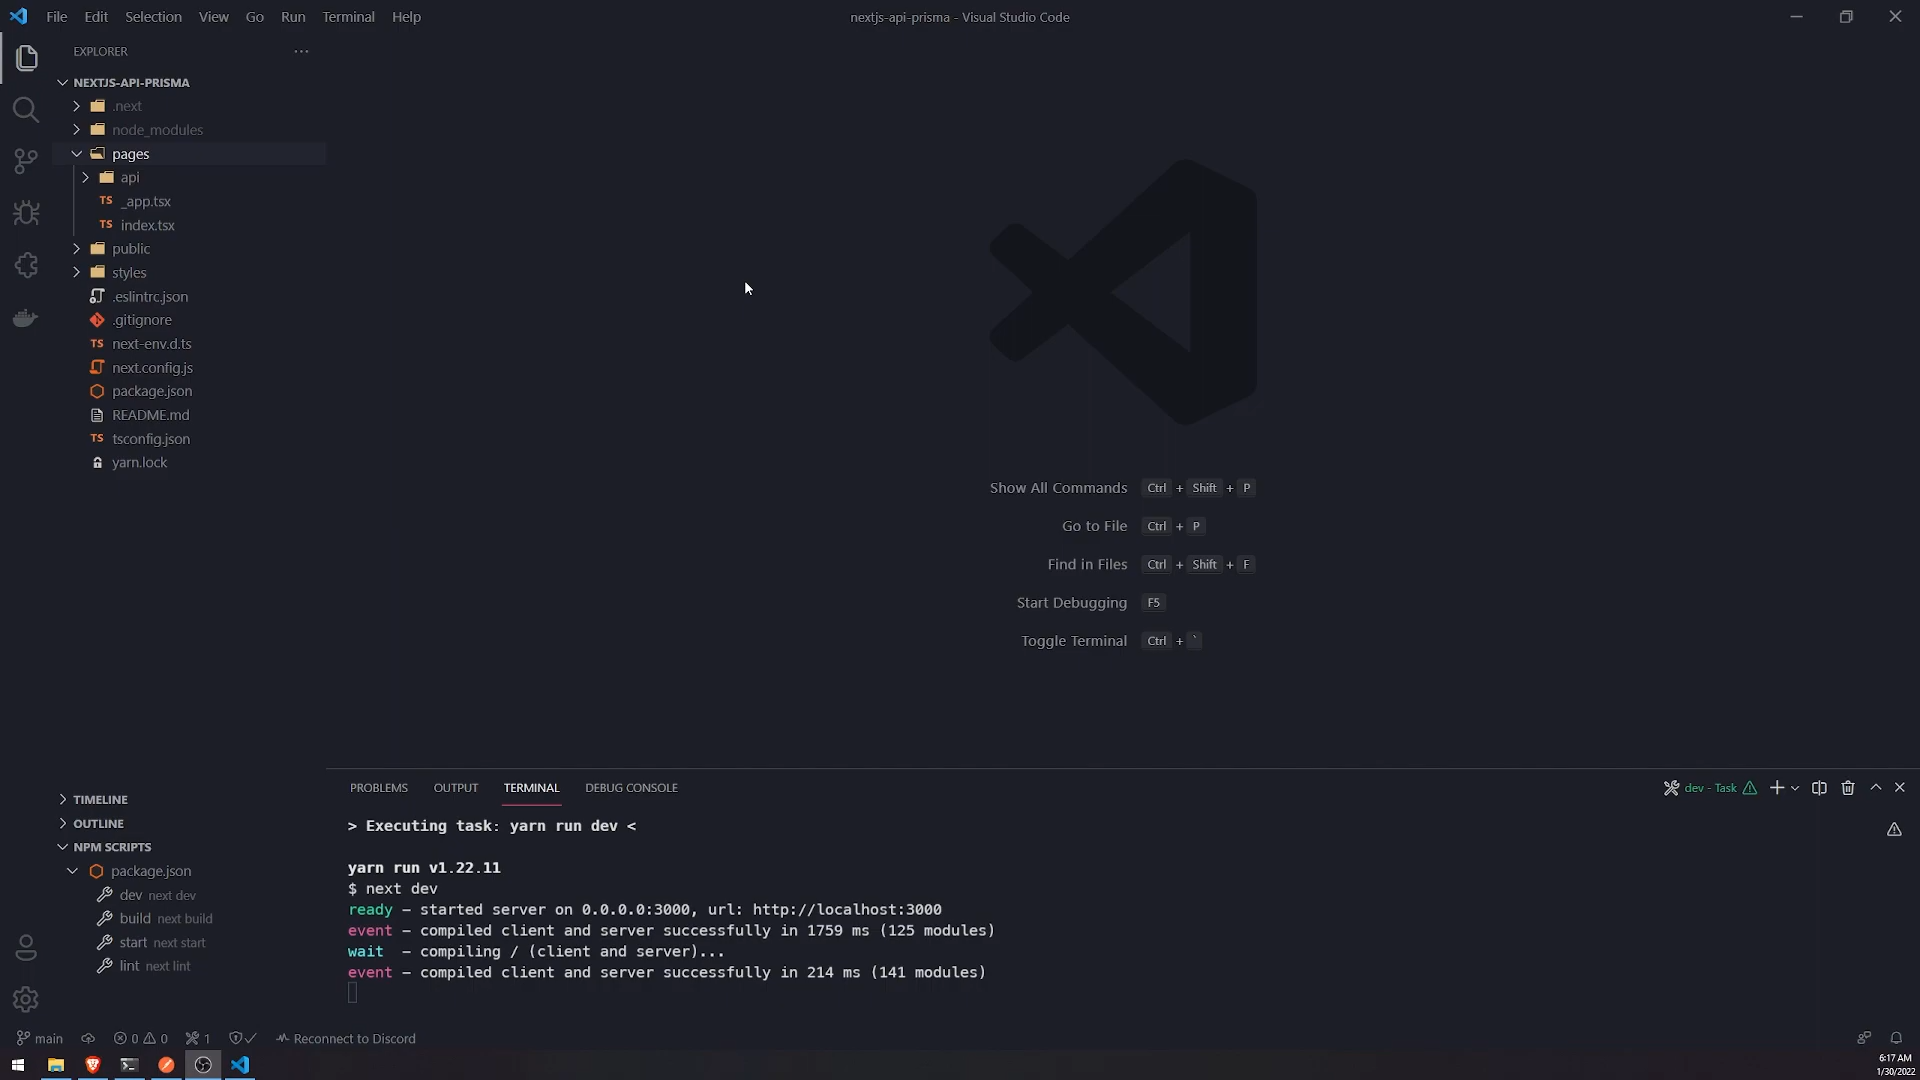 File Edit Selection View Go Run Terminal Help
nextjs-api-prisma - Visual Studio Code
EXPLORER
NEXTJS-API-PRISMA
.next
node_modules
pages
api
TS _app.tsx
TS index.tsx
public
styles
.eslintrc.json
.gitignore
TS next-env.d.ts
next.config.js
package.json
README.md
TS tsconfig.json
yarn.lock
Show All Commands Ctrl + Shift + P
Go to File Ctrl + P
Find in Files Ctrl + Shift + F
Start Debugging F5
Toggle Terminal Ctrl + `
TIMELINE
OUTLINE
NPM SCRIPTS
package.json
dev next dev
build next build
start next start
lint next lint
PROBLEMS OUTPUT TERMINAL DEBUG CONSOLE
dev - Task
> Executing task: yarn run dev <
yarn run v1.22.11
$ next dev
ready - started server on 0.0.0.0:3000, url: http://localhost:3000
event - compiled client and server successfully in 1759 ms (125 modules)
wait - compiling / (client and server)...
event - compiled client and server successfully in 214 ms (141 modules)
main 0 0 1 Reconnect to Discord
6:17 AM
1/30/2022